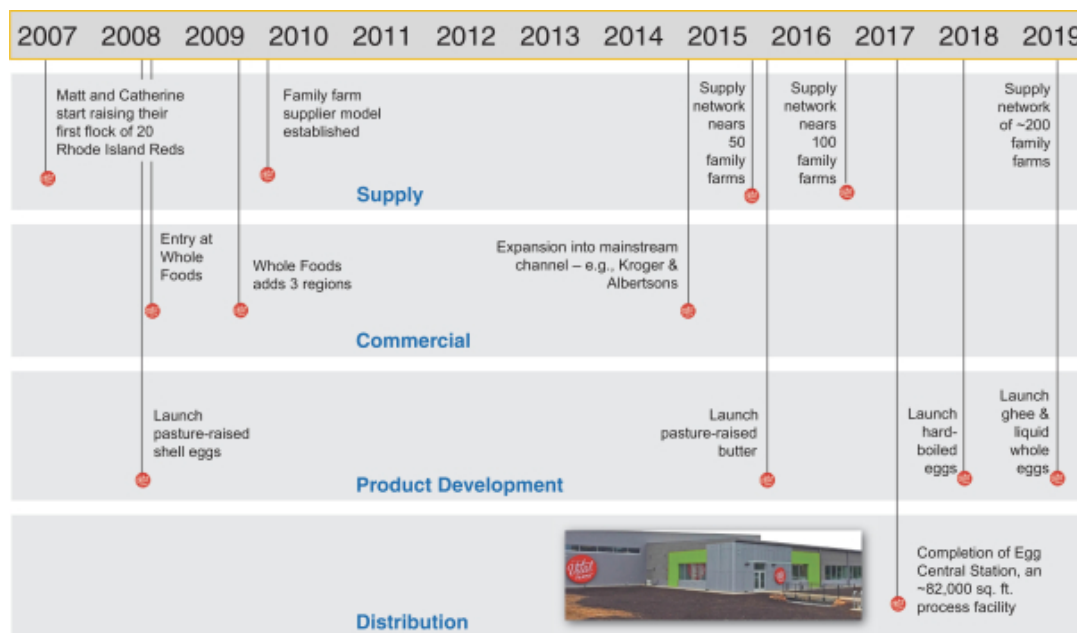 2007 2008 2009 2010 2011 2012 2013 2014 2015 2016 2017 2018 2019
Matt and Catherine
start raising their
first flock of 20
Rhode Island Reds
Family farm
supplier model
established
Supply
network
nears
50
family
farms
Supply
network
nears
100
family
farms
Supply
network
of ~200
family
farms
Supply
Entry at
Whole
Foods
Whole Foods
adds 3 regions
Expansion into mainstream
channel – e.g., Kroger &
Albertsons
Commercial
Launch
pasture-raised
shell eggs
Launch
pasture-raised
butter
Launch
hard-
boiled
eggs
Launch
ghee &
liquid
whole
eggs
Product Development
Vital
Completion of Egg
Central Station, an
~82,000 sq. ft.
process facility
Distribution